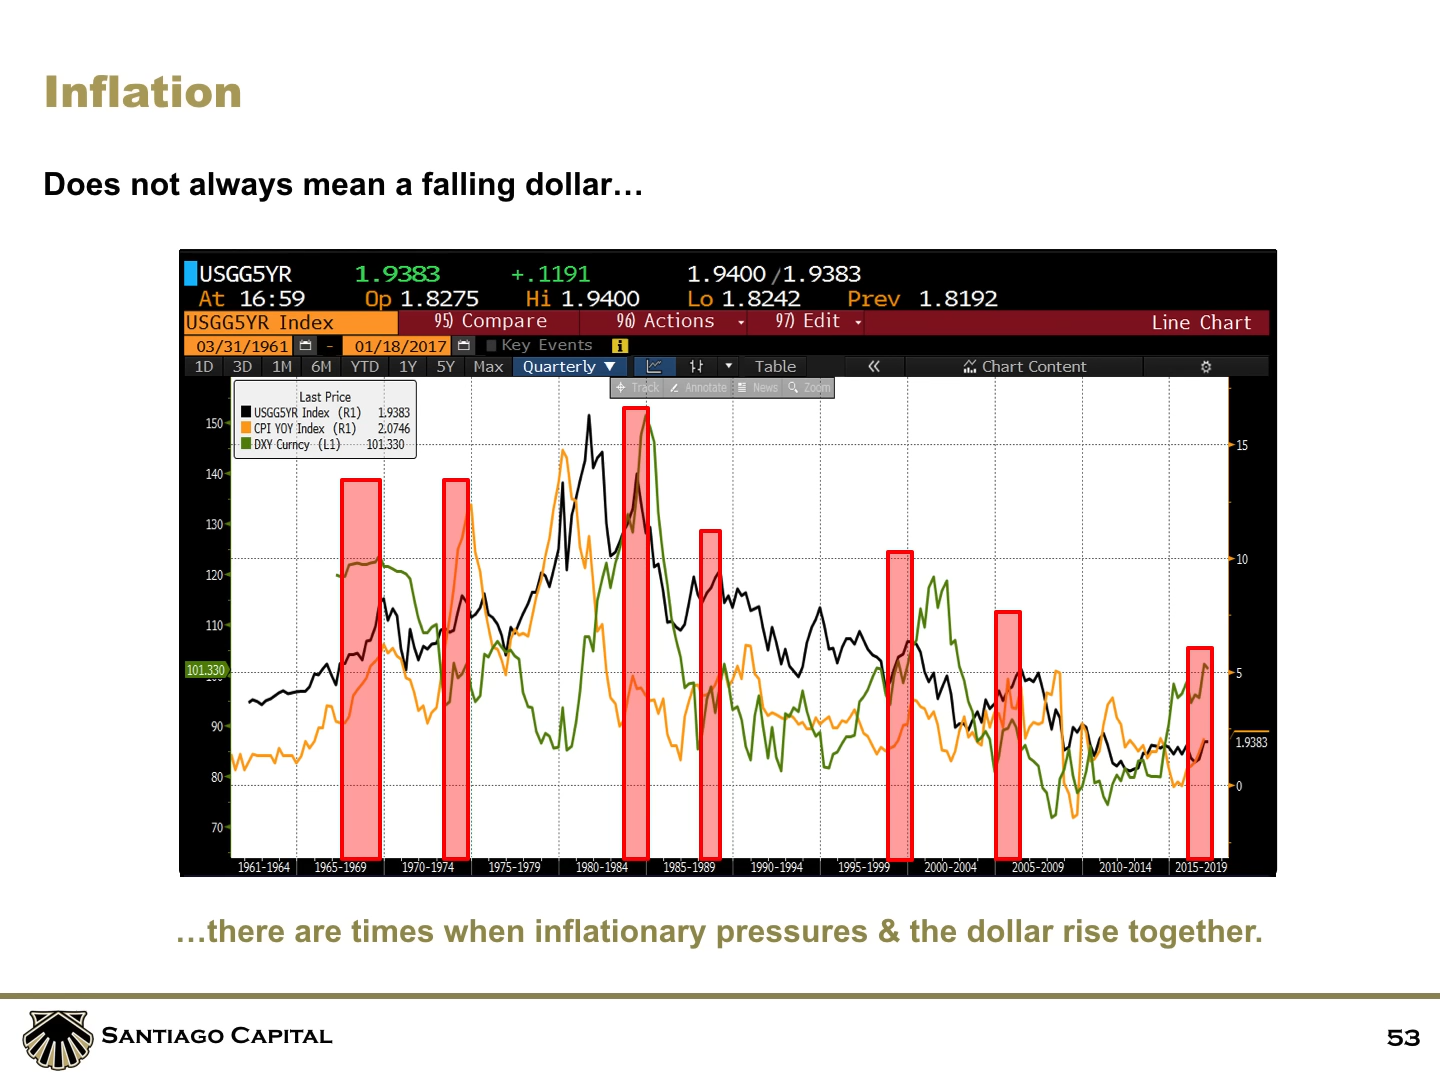 Inflation
Does not always mean a falling dollar…
USGG5YR 1.9383 +.1191 1.9400 /1.9383
At 16:59 Op 1.8275 Hi 1.9400 Lo 1.8242 Prev 1.8192
USGG5YR Index 95) Compare 96) Actions 97) Edit Line Chart
03/31/1961 - 01/18/2017 Key Events
1D 3D 1M 6M YTD 1Y 5Y Max Quarterly ▼ Table « Chart Content
Track Annotate News Zoom
Last Price
USGG5YR Index (R1) 1.9383
CPI YOY Index (R1) 2.0746
DXY Curncy (L1) 101.330
150
140
130
120
110
101.330
100
90
80
70
15
10
5
1.9383
0
1961-1964 1965-1969 1970-1974 1975-1979 1980-1984 1985-1989 1990-1994 1995-1999 2000-2004 2005-2009 2010-2014 2015-2019
…there are times when inflationary pressures & the dollar rise together.
Santiago Capital
53